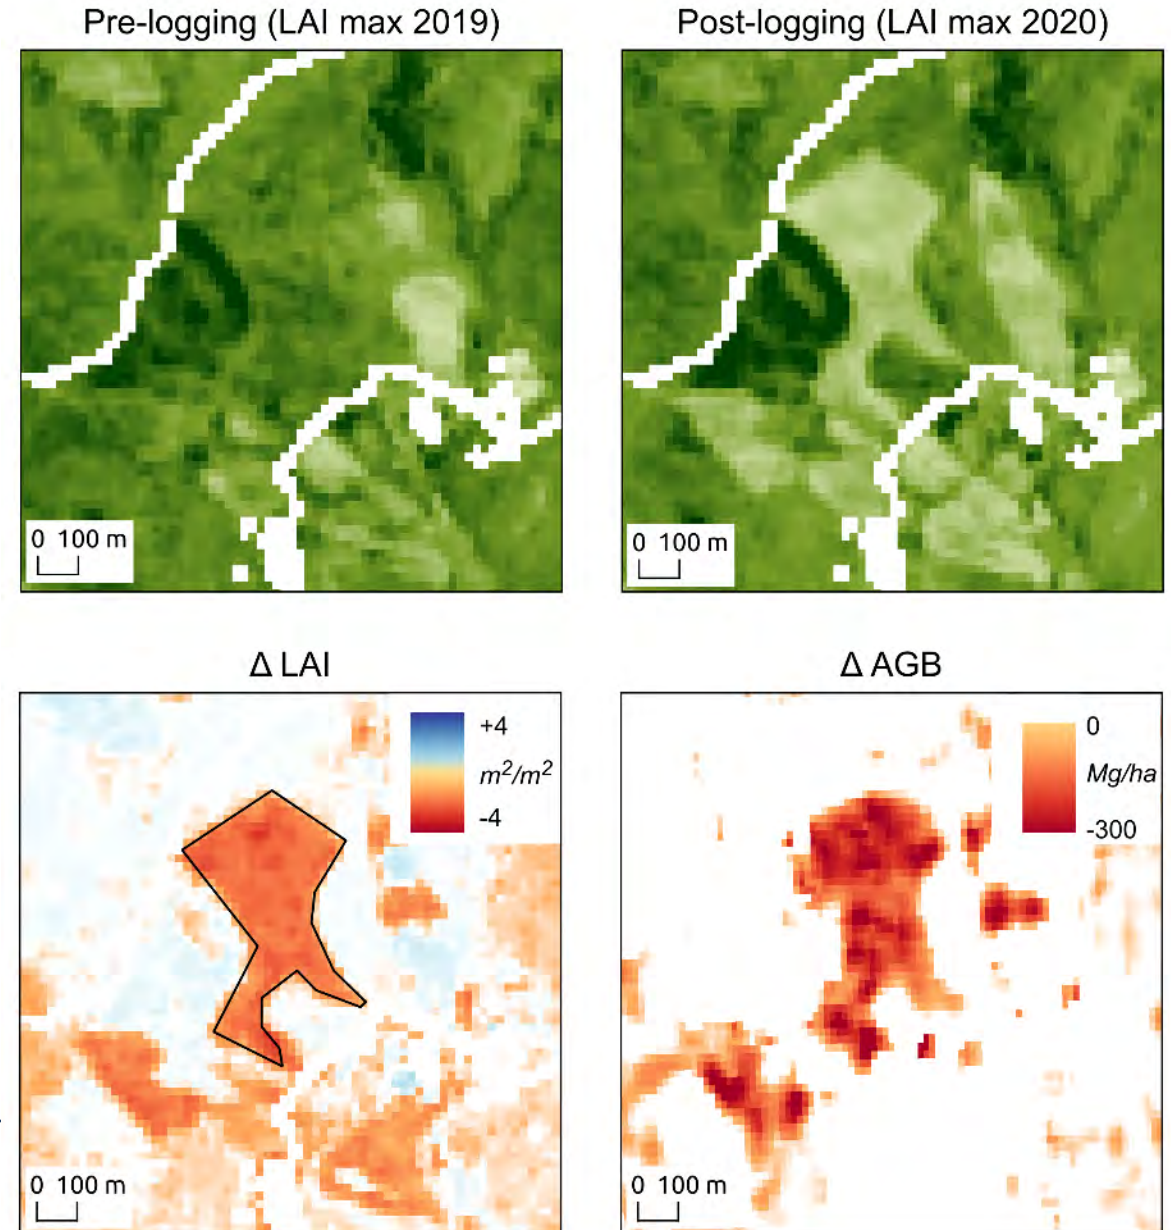 Pre-logging (LAI max 2019)
Post-logging (LAI max 2020)
0 100 m
0 100 m
Δ LAI
Δ AGB
+4
m²/m²
-4
0
Mg/ha
-300
0 100 m
0 100 m